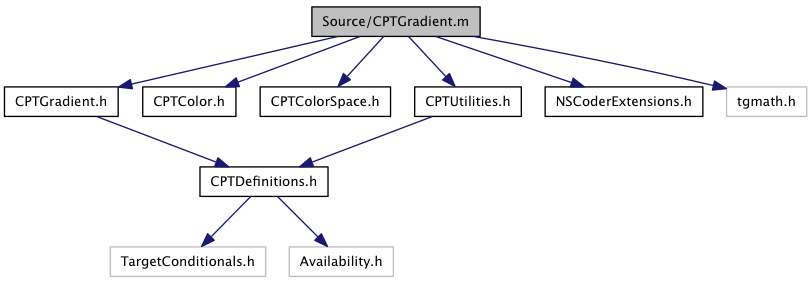 Source/CPTGradient.m
CPTGradient.h
CPTColor.h
CPTColorSpace.h
CPTUtilities.h
NSCoderExtensions.h
tgmath.h
CPTDefinitions.h
TargetConditionals.h
Availability.h